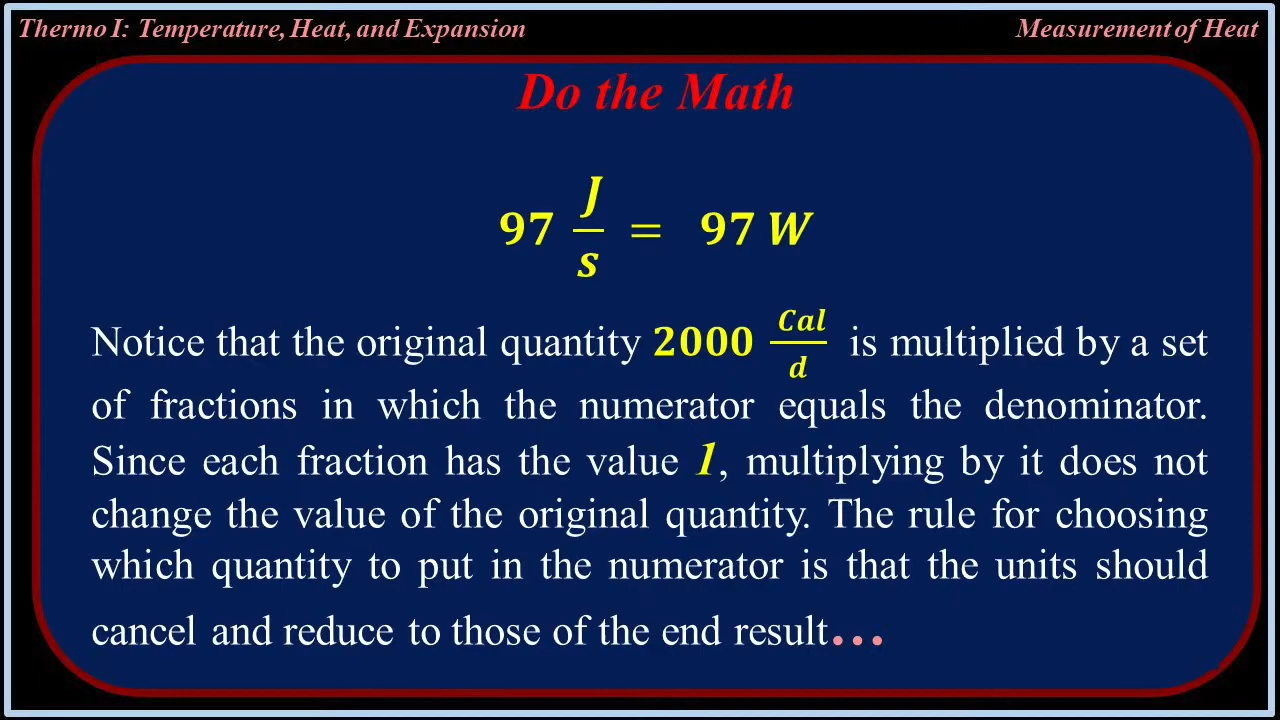 Thermo I: Temperature, Heat, and Expansion
Measurement of Heat
Do the Math
97 J/s = 97 W
Notice that the original quantity 2000 Cal/d is multiplied by a set
of fractions in which the numerator equals the denominator.
Since each fraction has the value 1, multiplying by it does not
change the value of the original quantity. The rule for choosing
which quantity to put in the numerator is that the units should
cancel and reduce to those of the end result...